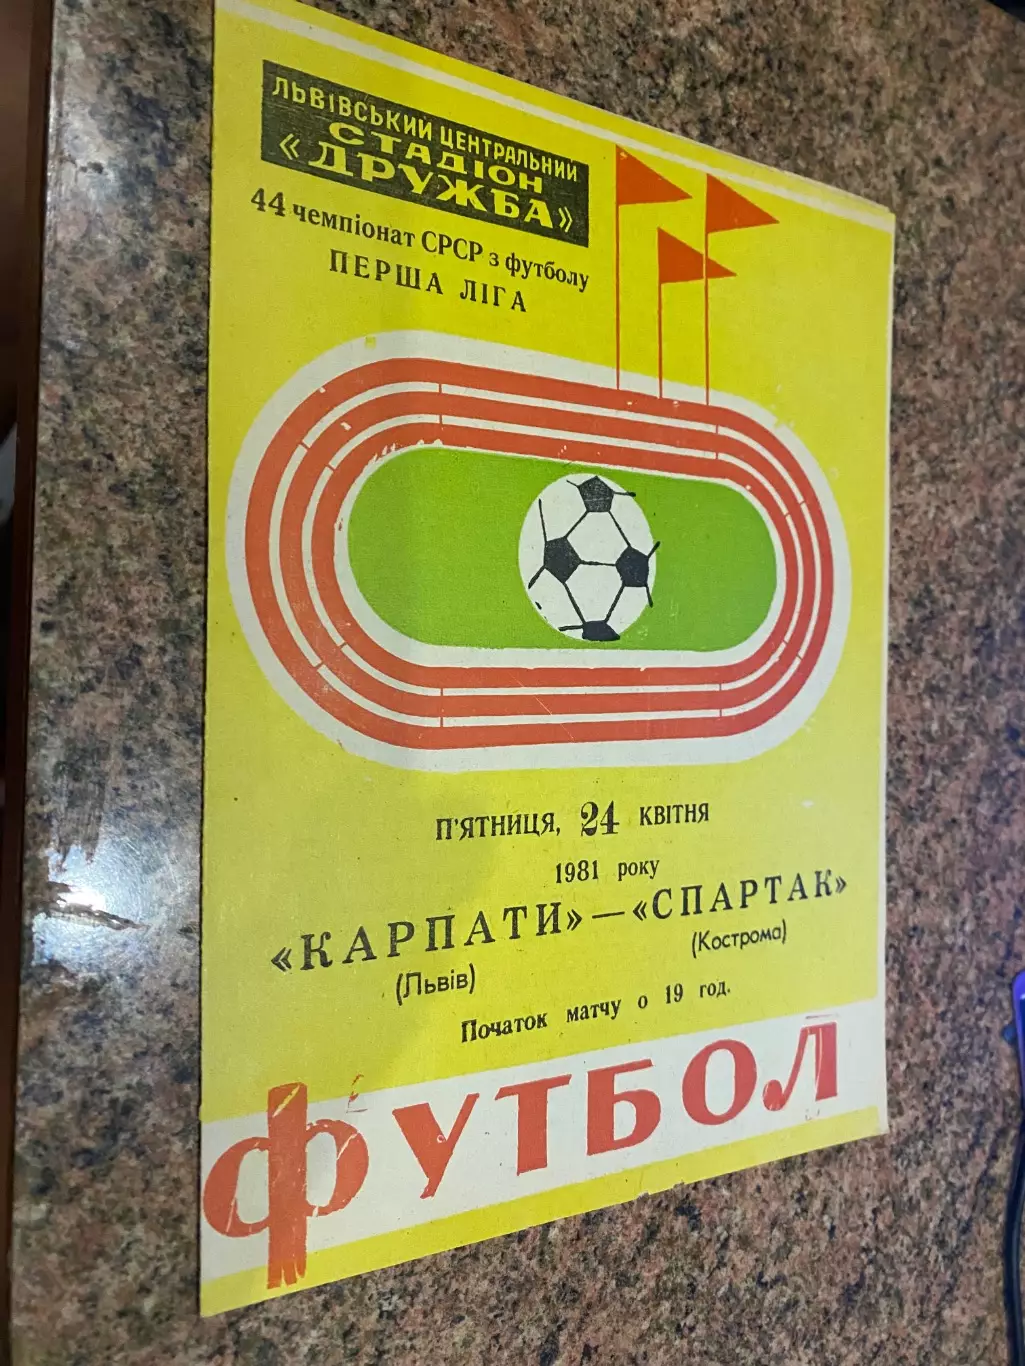 ЛЬВІВСЬКИЙ ЦЕНТРАЛЬНИЙ
СТАДІОН
«ДРУЖБА»
44 чемпіонат СРСР з футболу
ПЕРША ЛІГА
П'ЯТНИЦЯ, 24 КВІТНЯ
1981 року
«КАРПАТИ» — «СПАРТАК»
(Львів) (Кострома)
Початок матчу о 19 год.
ФУТБОЛ